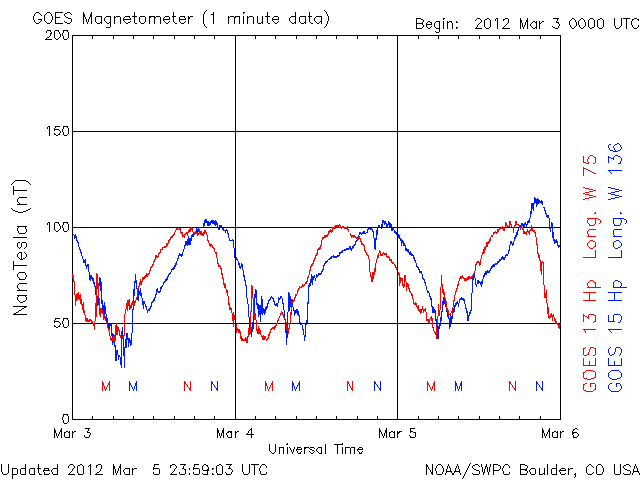 GOES Magnetometer (1 minute data)
Begin: 2012 Mar 3 0000 UTC
200
150
100
50
0
NanoTesla (nT)
M M N N M M N N M M N N
Mar 3 Mar 4 Mar 5 Mar 6
Universal Time
GOES 13 Hp Long. W 75
GOES 15 Hp Long. W 136
Updated 2012 Mar 5 23:59:03 UTC
NOAA/SWPC Boulder, CO USA